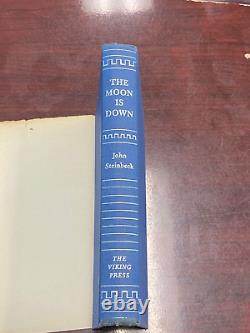 THE
MOON
IS
DOWN
John
Steinbeck
THE
VIKING
PRESS